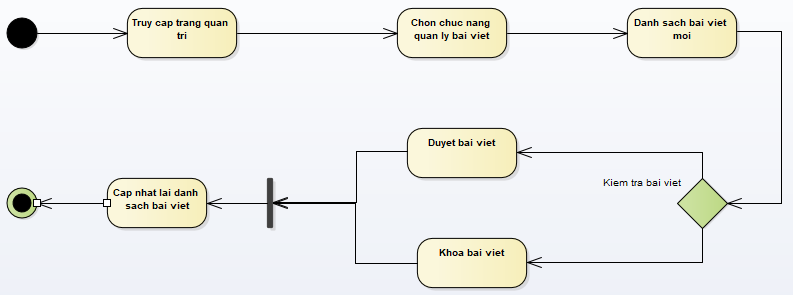 Truy cap trang quan
tri
Chon chuc nang
quan ly bai viet
Danh sach bai viet
moi
Duyet bai viet
Kiem tra bai viet
Cap nhat lai danh
sach bai viet
Khoa bai viet